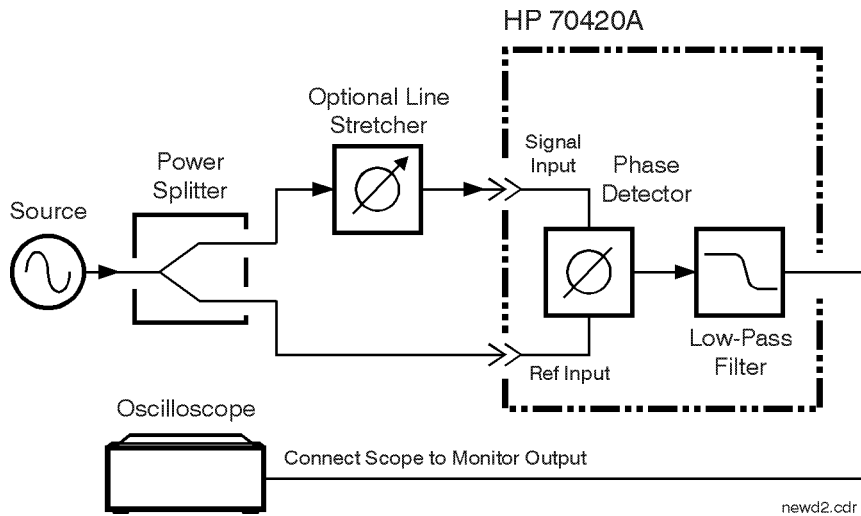 HP 70420A
Optional Line
Stretcher
Signal
Input
Phase
Detector
Power
Splitter
Source
Low-Pass
Filter
Ref Input
Oscilloscope
Connect Scope to Monitor Output
newd2.cdr